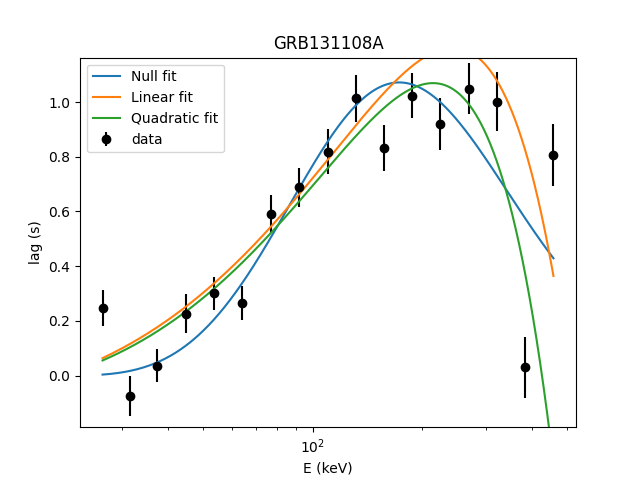 GRB131108A
Null fit
Linear fit
Quadratic fit
data
lag (s)
1.0
0.8
0.6
0.4
0.2
0.0
10²
E (keV)